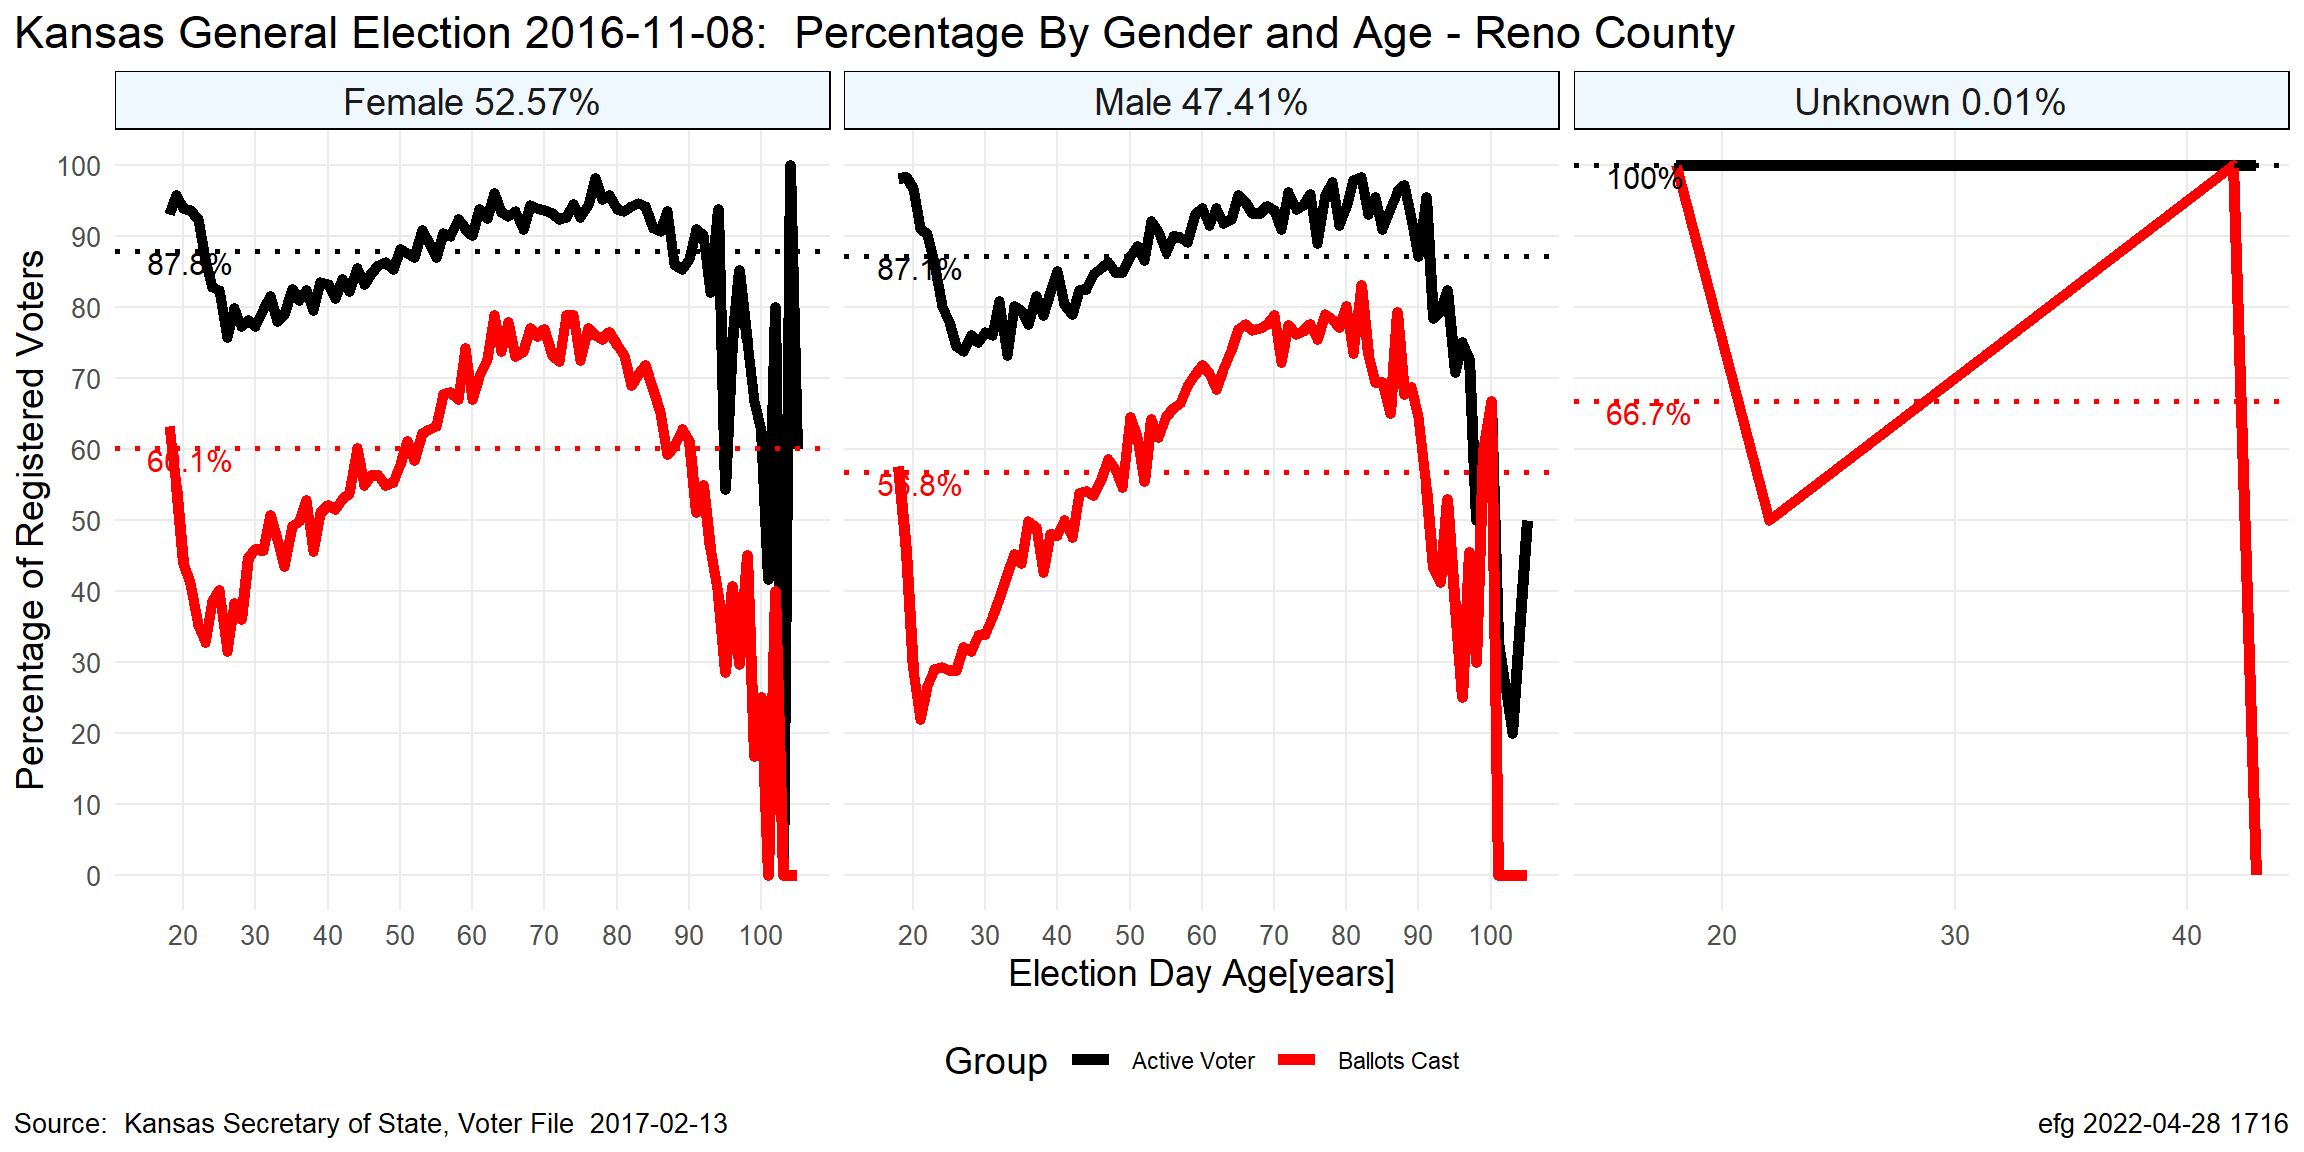 Kansas General Election 2016-11-08:  Percentage By Gender and Age - Reno County
Female 52.57%
Male 47.41%
Unknown 0.01%
Percentage of Registered Voters
100
90
80
70
60
50
40
30
20
10
0
87.8%
60.1%
87.1%
56.8%
100%
66.7%
20 30 40 50 60 70 80 90 100
20 30 40 50 60 70 80 90 100
20 30 40
Election Day Age[years]
Group Active Voter Ballots Cast
Source:  Kansas Secretary of State, Voter File  2017-02-13
efg 2022-04-28 1716